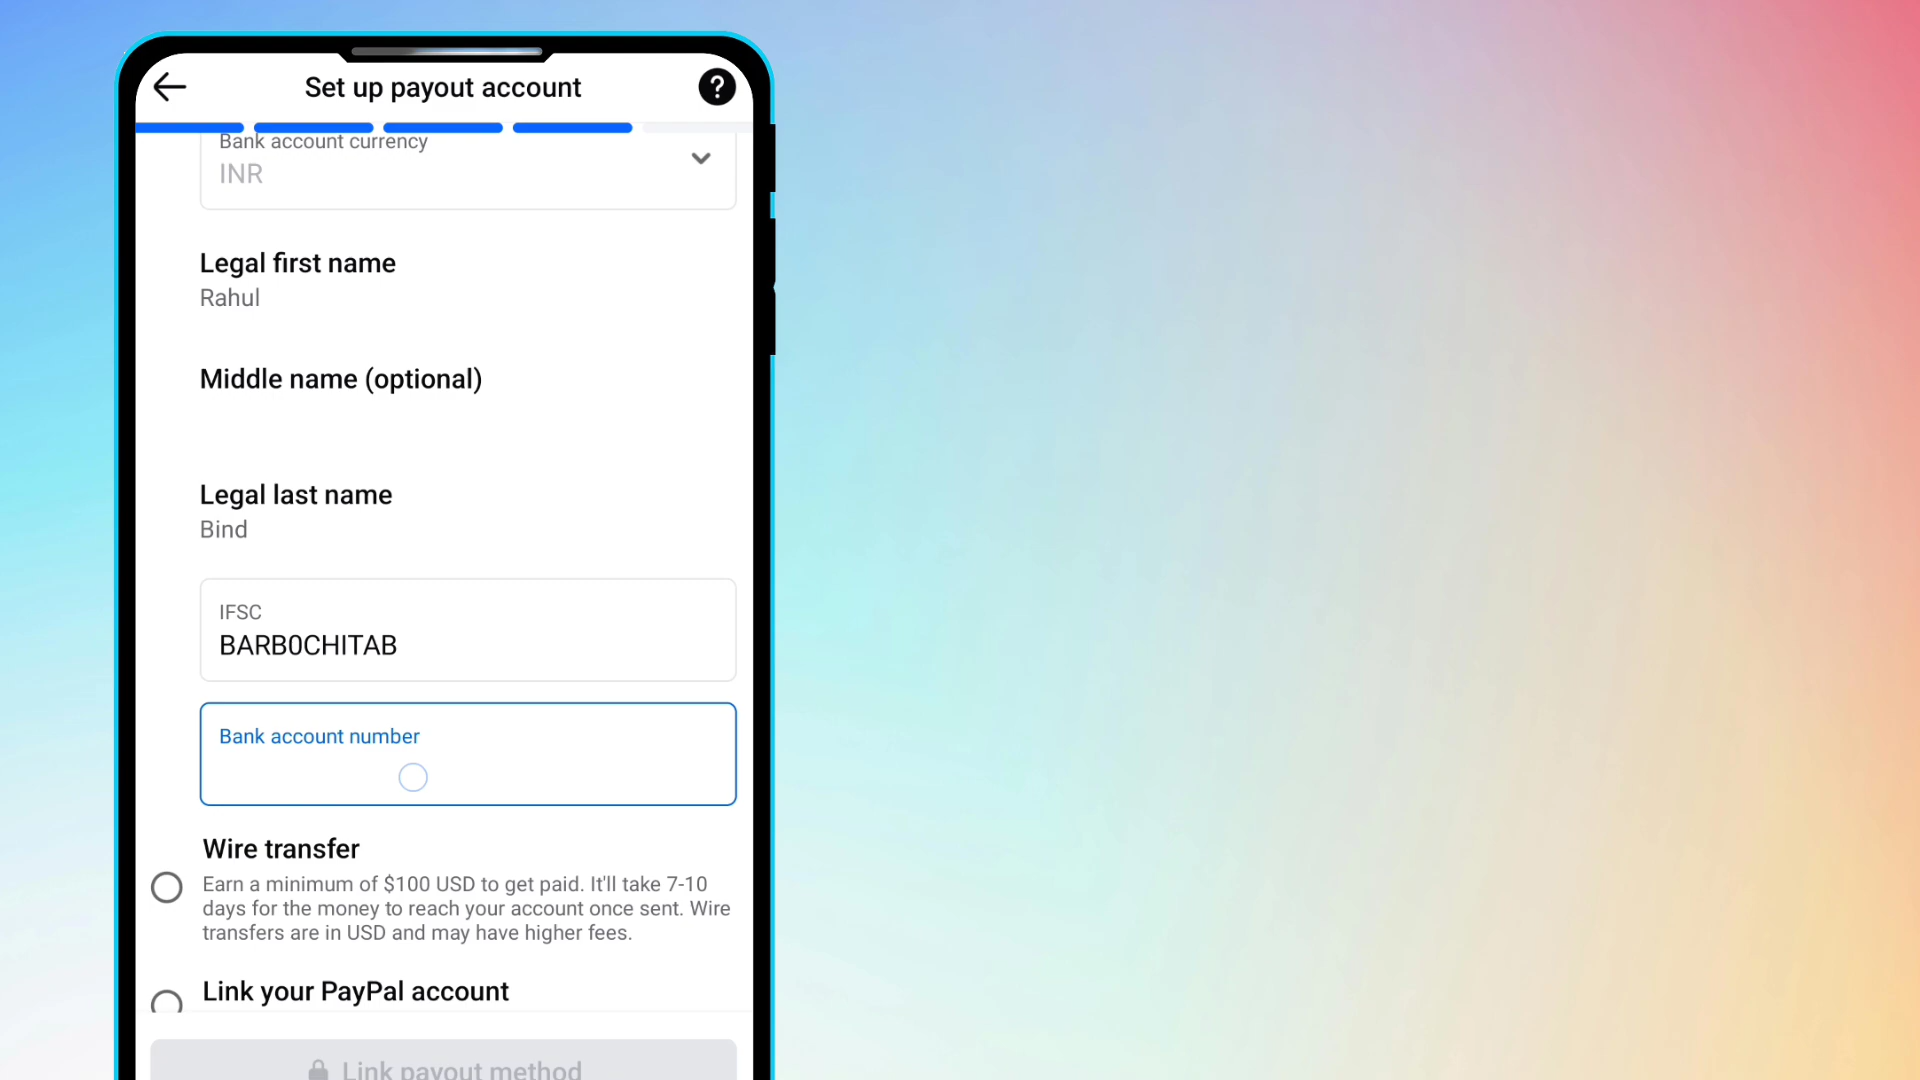 Set up payout account
?
Bank account currency
INR
Legal first name
Rahul
Middle name (optional)
Legal last name
Bind
IFSC
BARB0CHITAB
Bank account number
Wire transfer
Earn a minimum of $100 USD to get paid. It'll take 7-10
days for the money to reach your account once sent. Wire
transfers are in USD and may have higher fees.
Link your PayPal account
Link payout method